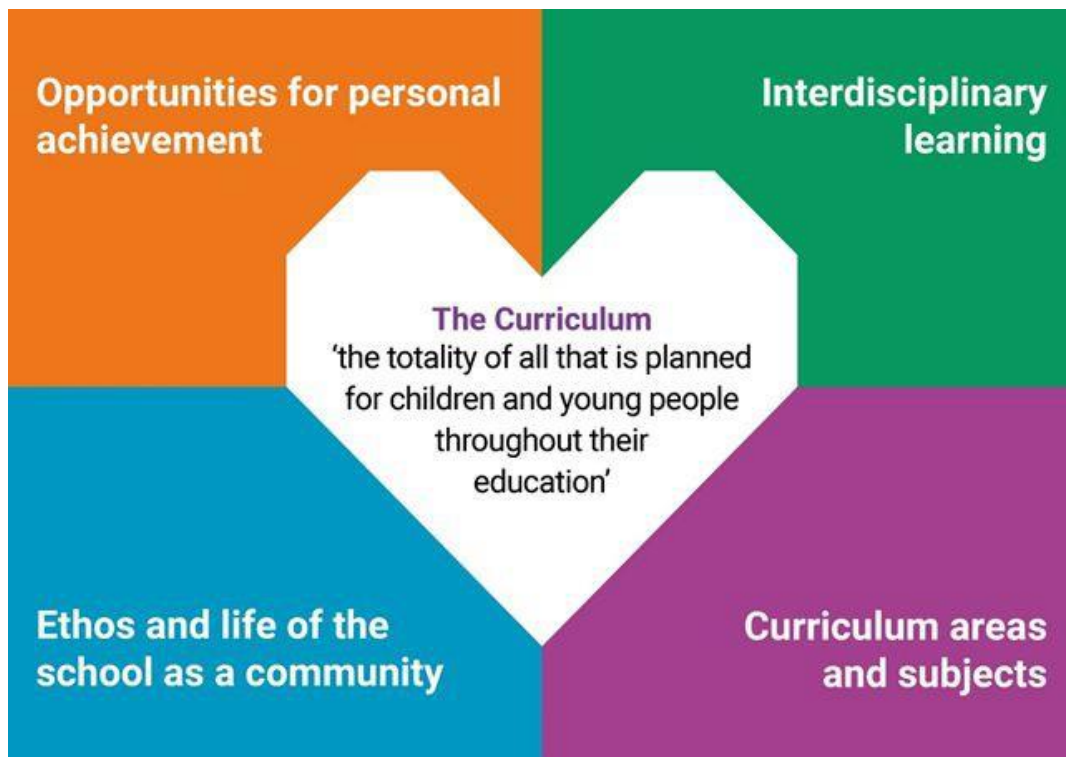 Opportunities for personal
achievement
Interdisciplinary
learning
The Curriculum
‘the totality of all that is planned
for children and young people
throughout their
education’
Ethos and life of the
school as a community
Curriculum areas
and subjects